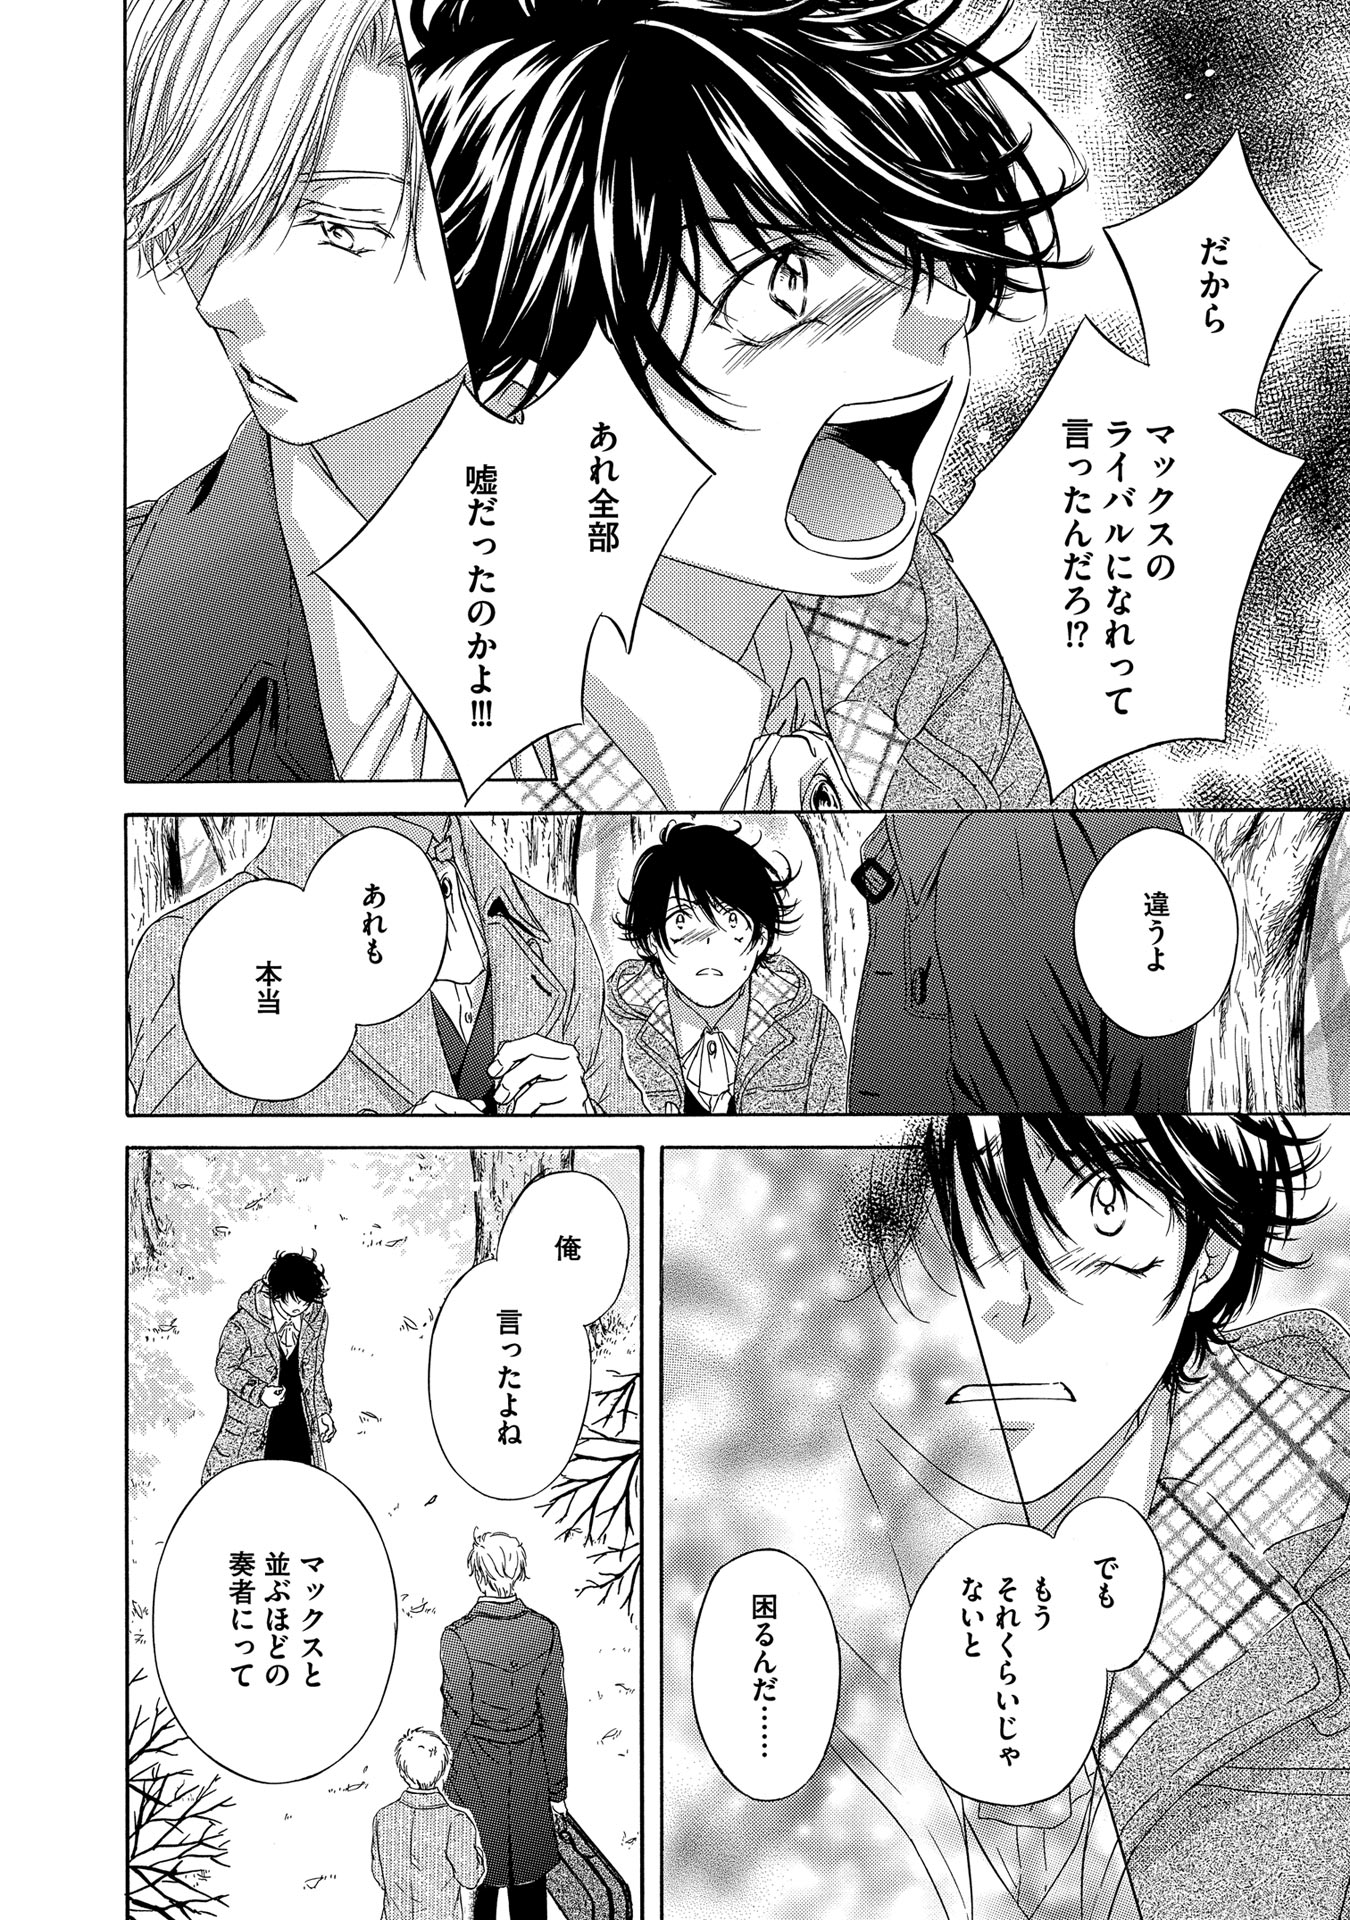 だから
マックスの
ライバルになれって
言ったんだろ!?
あれ全部
嘘だったのかよ!!!
違うよ
あれも
本当
でも
もう
それくらいじゃ
ないと
困るんだ……
俺
言ったよね
マックスと
並ぶほどの
奏者にって